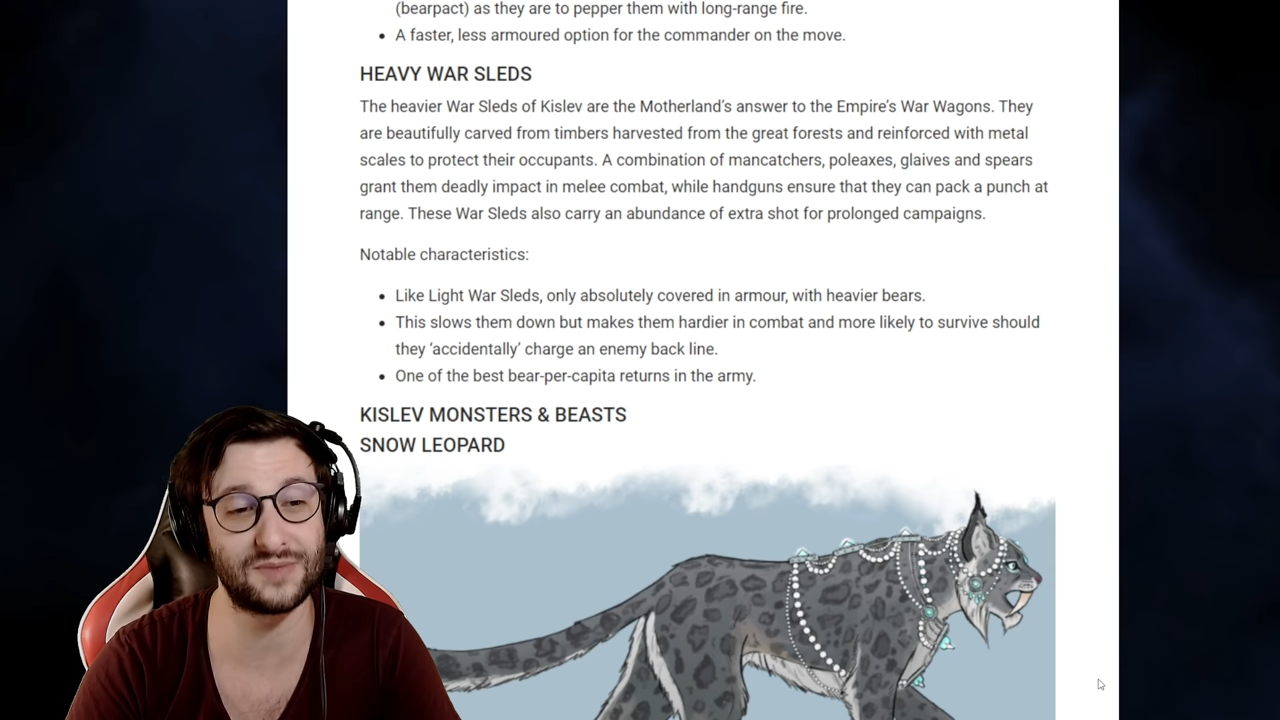 (bearpact) as they are to pepper them with long-range fire.
• A faster, less armoured option for the commander on the move.
HEAVY WAR SLEDS
The heavier War Sleds of Kislev are the Motherland’s answer to the Empire’s War Wagons. They
are beautifully carved from timbers harvested from the great forests and reinforced with metal
scales to protect their occupants. A combination of mancatchers, poleaxes, glaives and spears
grant them deadly impact in melee combat, while handguns ensure that they can pack a punch at
range. These War Sleds also carry an abundance of extra shot for prolonged campaigns.
Notable characteristics:
• Like Light War Sleds, only absolutely covered in armour, with heavier bears.
• This slows them down but makes them hardier in combat and more likely to survive should
they ‘accidentally’ charge an enemy back line.
• One of the best bear-per-capita returns in the army.
KISLEV MONSTERS & BEASTS
SNOW LEOPARD